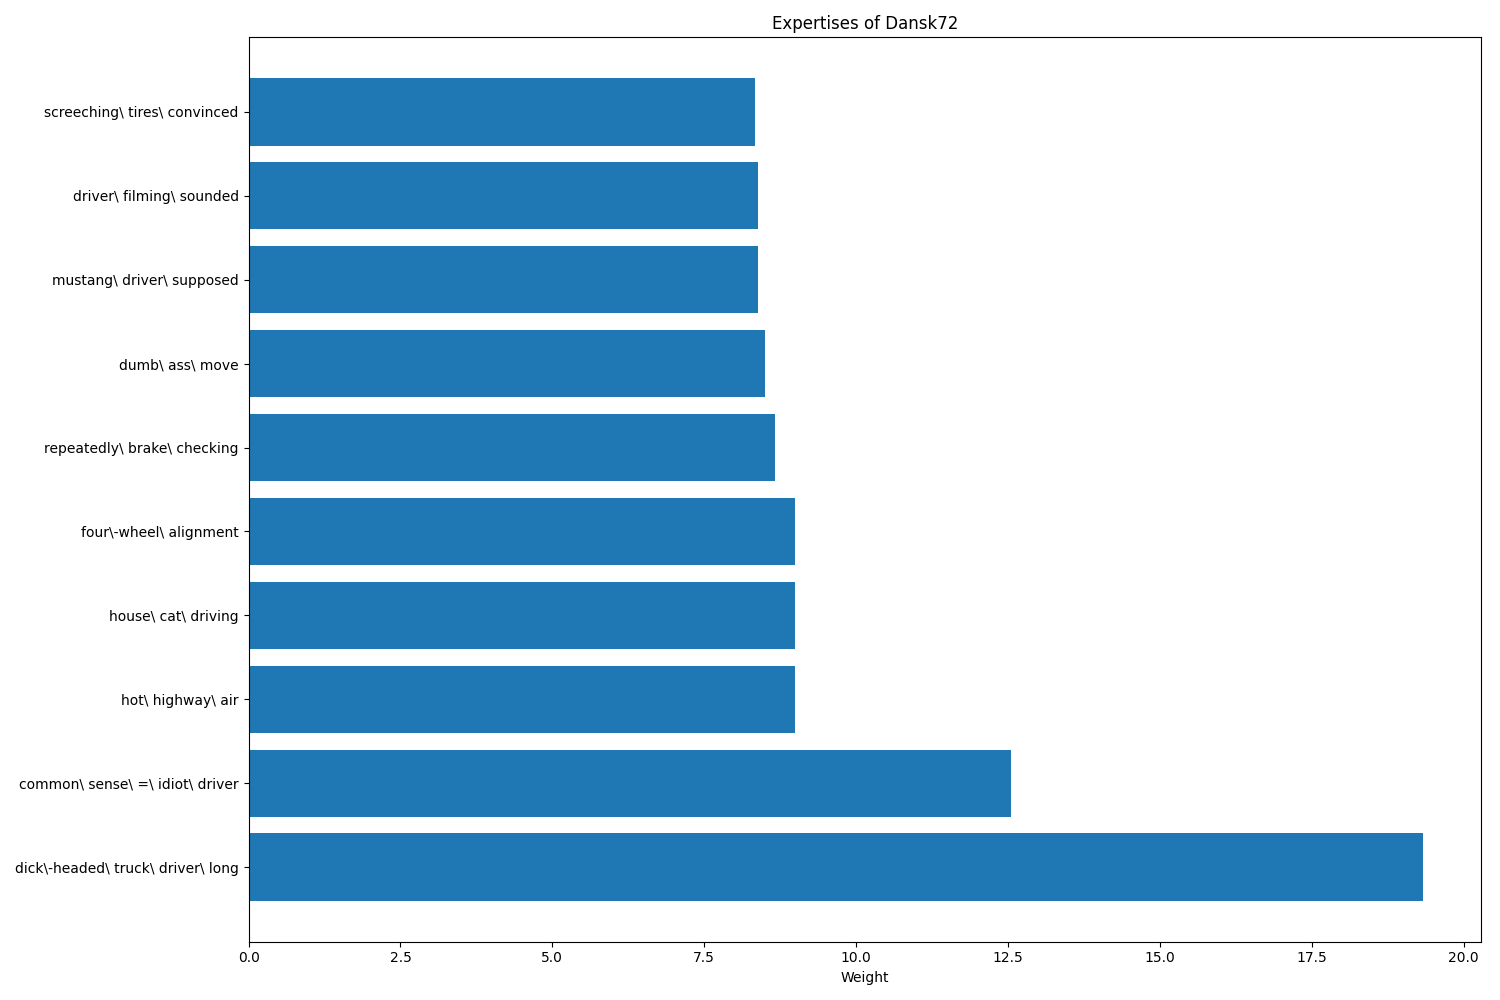 Expertises of Dansk72
screeching\ tires\ convinced
driver\ filming\ sounded
mustang\ driver\ supposed
dumb\ ass\ move
repeatedly\ brake\ checking
four\-wheel\ alignment
house\ cat\ driving
hot\ highway\ air
common\ sense\ =\ idiot\ driver
dick\-headed\ truck\ driver\ long
0.0 2.5 5.0 7.5 10.0 12.5 15.0 17.5 20.0
Weight